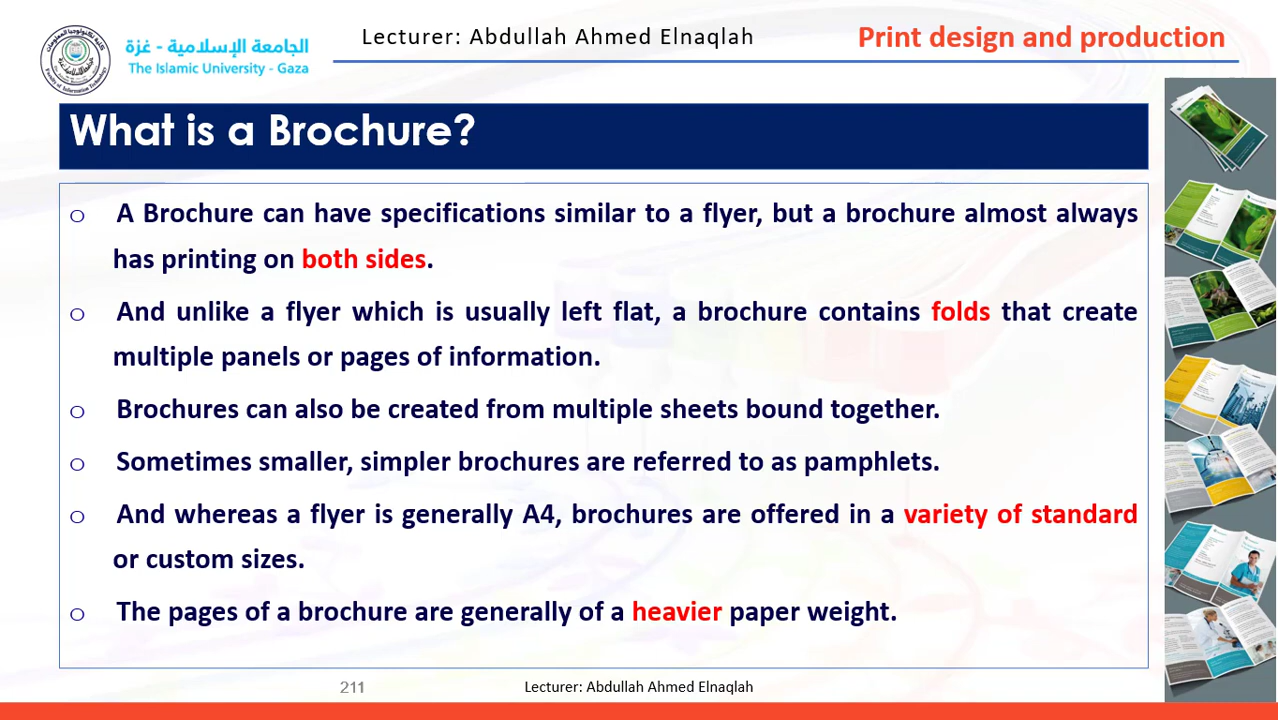 الجامعة الإسلامية - غزة
The Islamic University - Gaza
Lecturer: Abdullah Ahmed Elnaqlah
Print design and production
What is a Brochure?
o A Brochure can have specifications similar to a flyer, but a brochure almost always
has printing on both sides.
o And unlike a flyer which is usually left flat, a brochure contains folds that create
multiple panels or pages of information.
o Brochures can also be created from multiple sheets bound together.
o Sometimes smaller, simpler brochures are referred to as pamphlets.
o And whereas a flyer is generally A4, brochures are offered in a variety of standard
or custom sizes.
o The pages of a brochure are generally of a heavier paper weight.
211
Lecturer: Abdullah Ahmed Elnaqlah